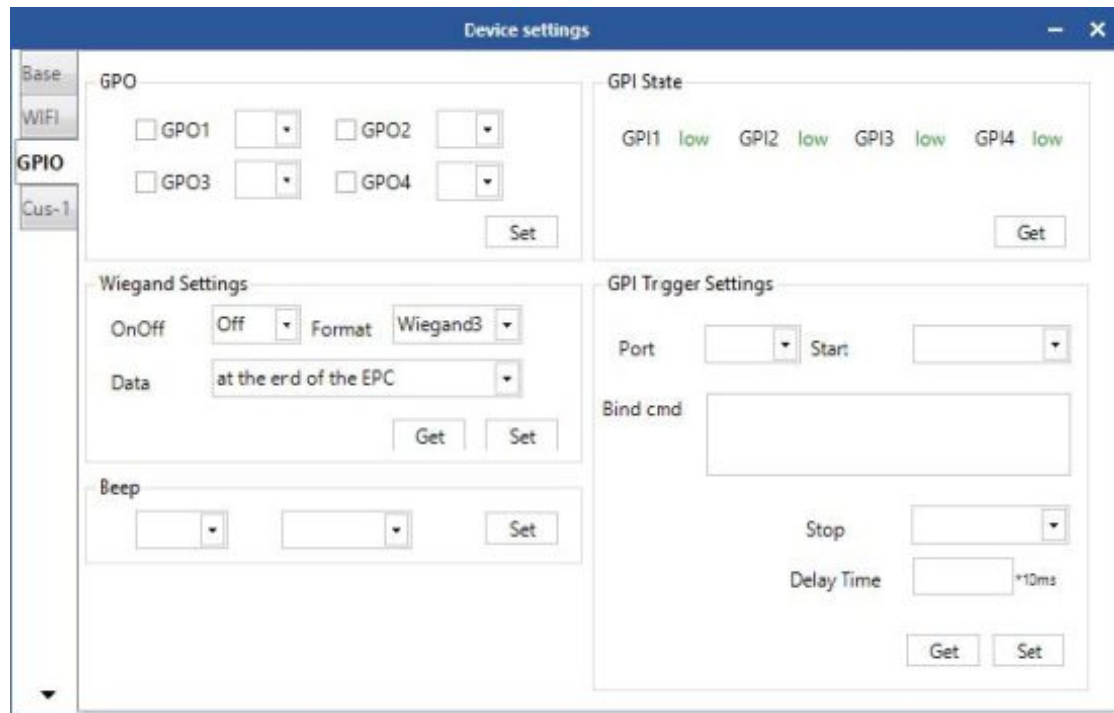 Device settings
Base
WIFI
GPIO
Cus-1
GPO
GPO1
GPO2
GPO3
GPO4
Set
GPI State
GPI1 low GPI2 low GPI3 low GPI4 low
Get
Wiegand Settings
OnOff Off Format Wiegand3
Data at the end of the EPC
Get Set
Beep
Set
GPI Trigger Settings
Port Start
Bind cmd
Stop
Delay Time *10ms
Get Set